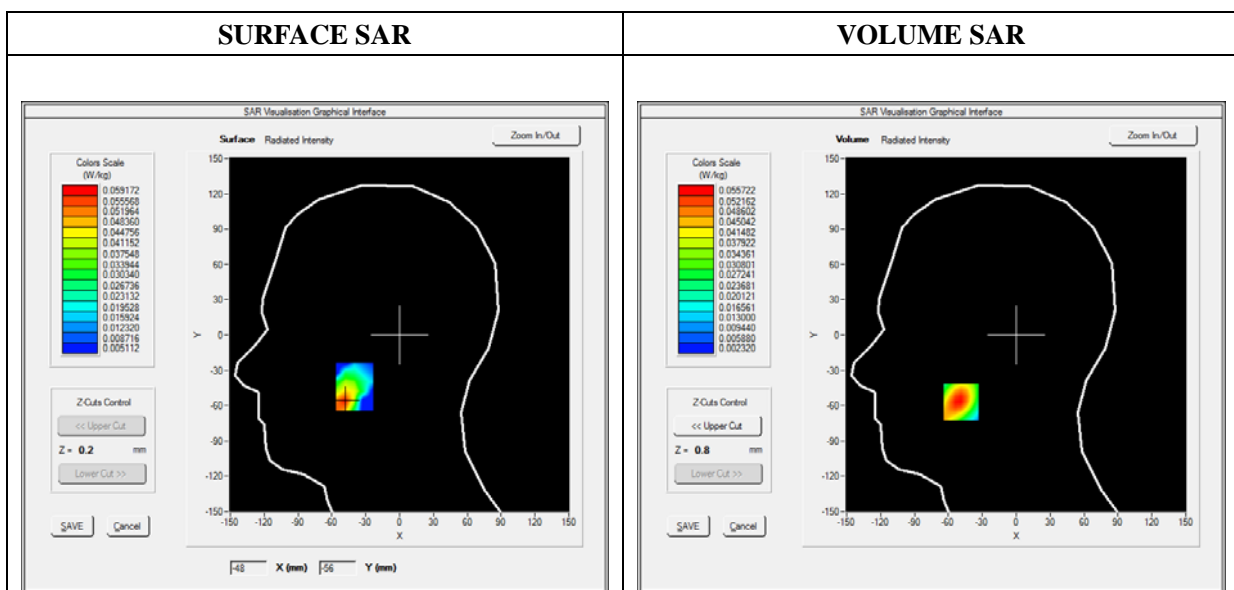 SURFACE SAR
VOLUME SAR
SAR Visualisation Graphical Interface
Surface Radiated Intensity
Zoom In/Out
Colors Scale
(W/kg)
0.059172
0.055568
0.051964
0.048360
0.044756
0.041152
0.037548
0.033944
0.030340
0.026736
0.023132
0.019528
0.015924
0.012320
0.008716
0.005112
Z-Cuts Control
<< Upper Cut
Z = 0.2 mm
Lower Cut >>
SAVE Cancel
150
120
90
60
30
0
-30
-60
-90
-120
-150
Y
-150 -120 -90 -60 -30 0 30 60 90 120 150
X
-48 X (mm) -56 Y (mm)
SAR Visualisation Graphical Interface
Volume Radiated Intensity
Zoom In/Out
Colors Scale
(W/kg)
0.055722
0.052162
0.048602
0.045042
0.041482
0.037922
0.034361
0.030801
0.027241
0.023681
0.020121
0.016561
0.013000
0.009440
0.005880
0.002320
Z-Cuts Control
<< Upper Cut
Z = 0.8 mm
Lower Cut >>
SAVE Cancel
150
120
90
60
30
0
-30
-60
-90
-120
-150
Y
-150 -120 -90 -60 -30 0 30 60 90 120 150
X